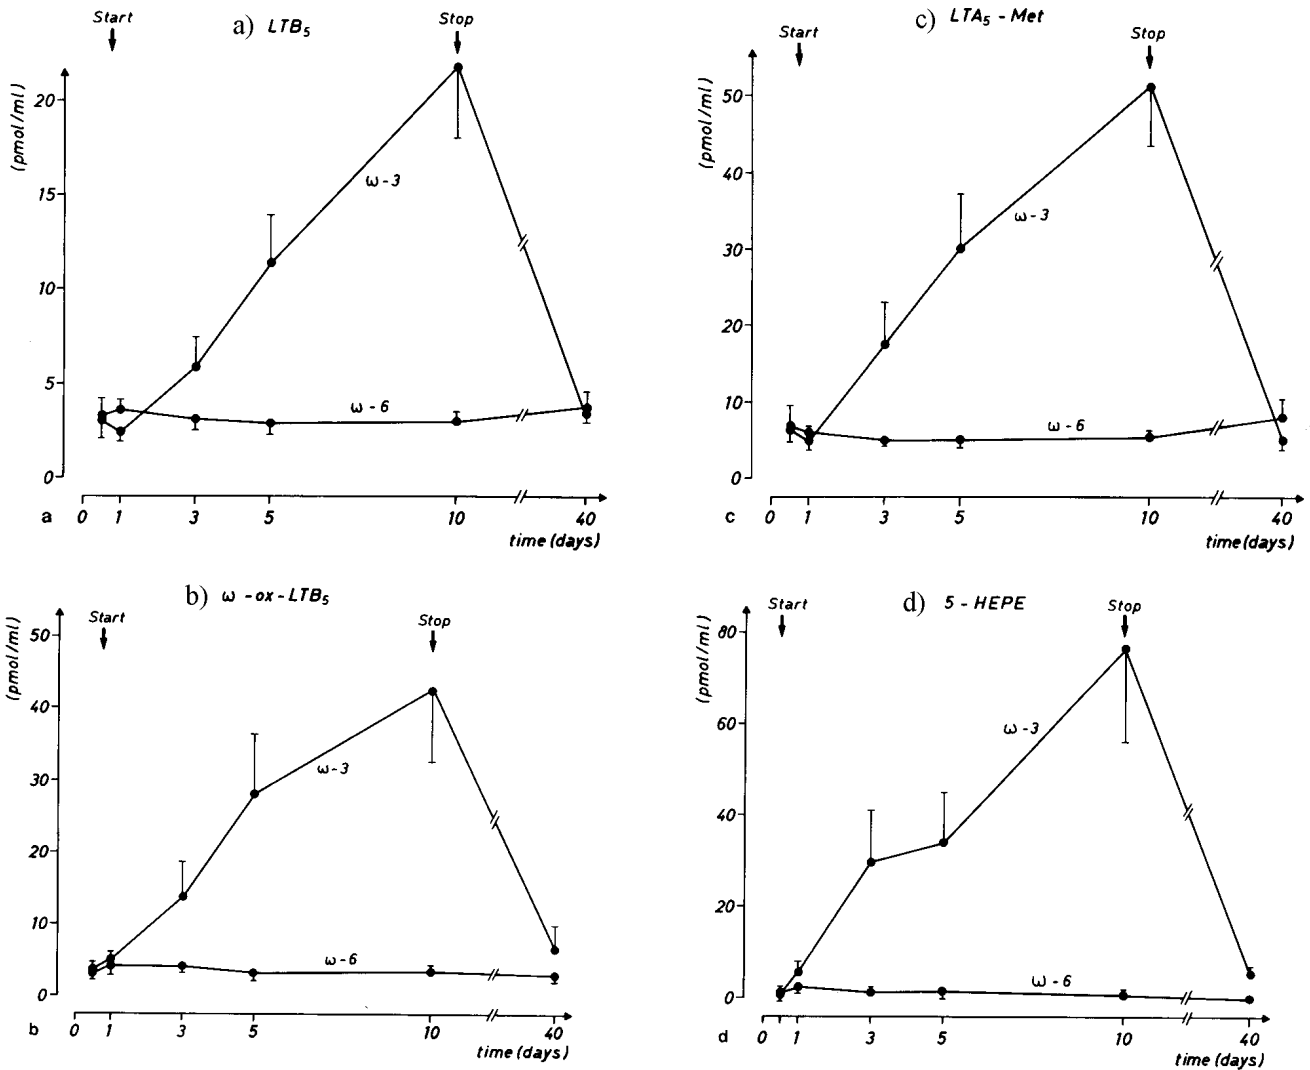 Start
a) LTB5
Stop
(pmol/ml)
20
15
10
5
0
ω-3
ω-6
0 1 3 5 10 40
a
time (days)
c) LTA5 - Met
Start
Stop
(pmol/ml)
50
40
30
20
10
0
ω-3
ω-6
0 1 3 5 10 40
c
time (days)
b) ω-ox-LTB5
Start
Stop
(pmol/ml)
50
40
30
20
10
0
ω-3
ω-6
0 1 3 5 10 40
b
time (days)
d) 5-HEPE
Start
Stop
(pmol/ml)
80
60
40
20
0
ω-3
ω-6
0 1 3 5 10 40
d
time (days)